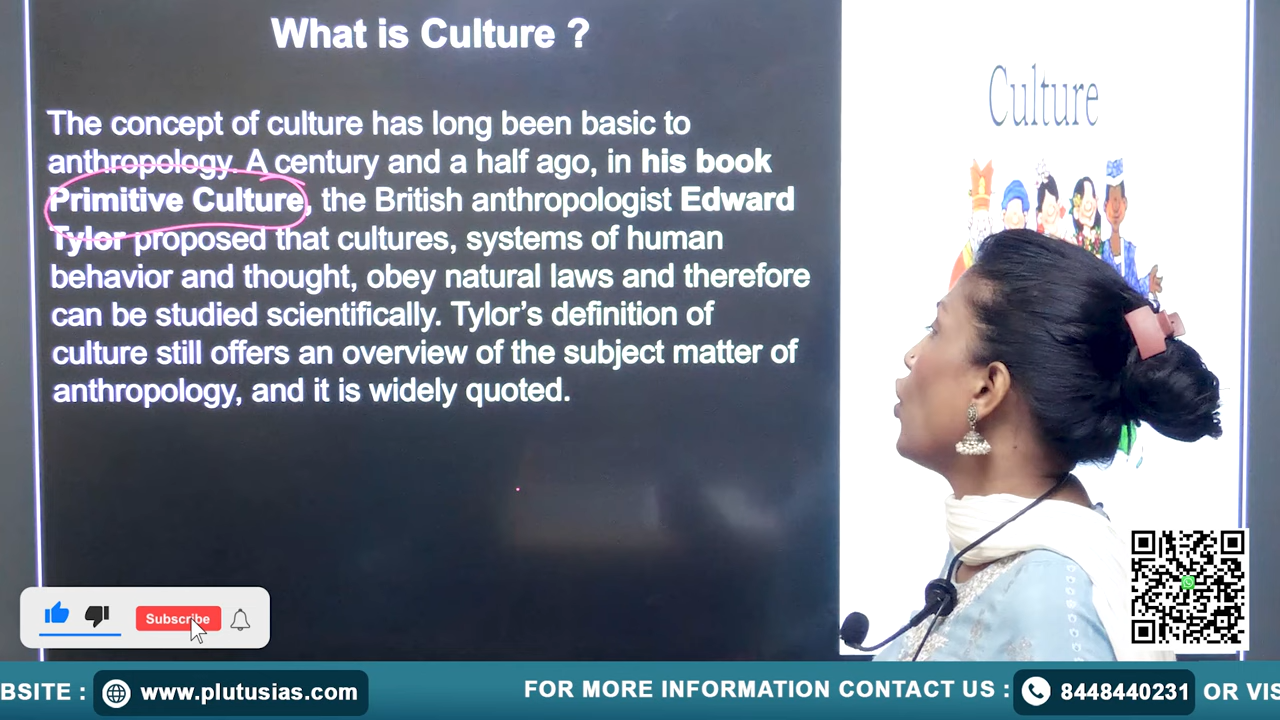 What is Culture ?
Culture
The concept of culture has long been basic to
anthropology. A century and a half ago, in his book
Primitive Culture, the British anthropologist Edward
Tylor proposed that cultures, systems of human
behavior and thought, obey natural laws and therefore
can be studied scientifically. Tylor's definition of
culture still offers an overview of the subject matter of
anthropology, and it is widely quoted.
Subscribe
BSITE : www.plutusias.com FOR MORE INFORMATION CONTACT US : 8448440231 OR VIS